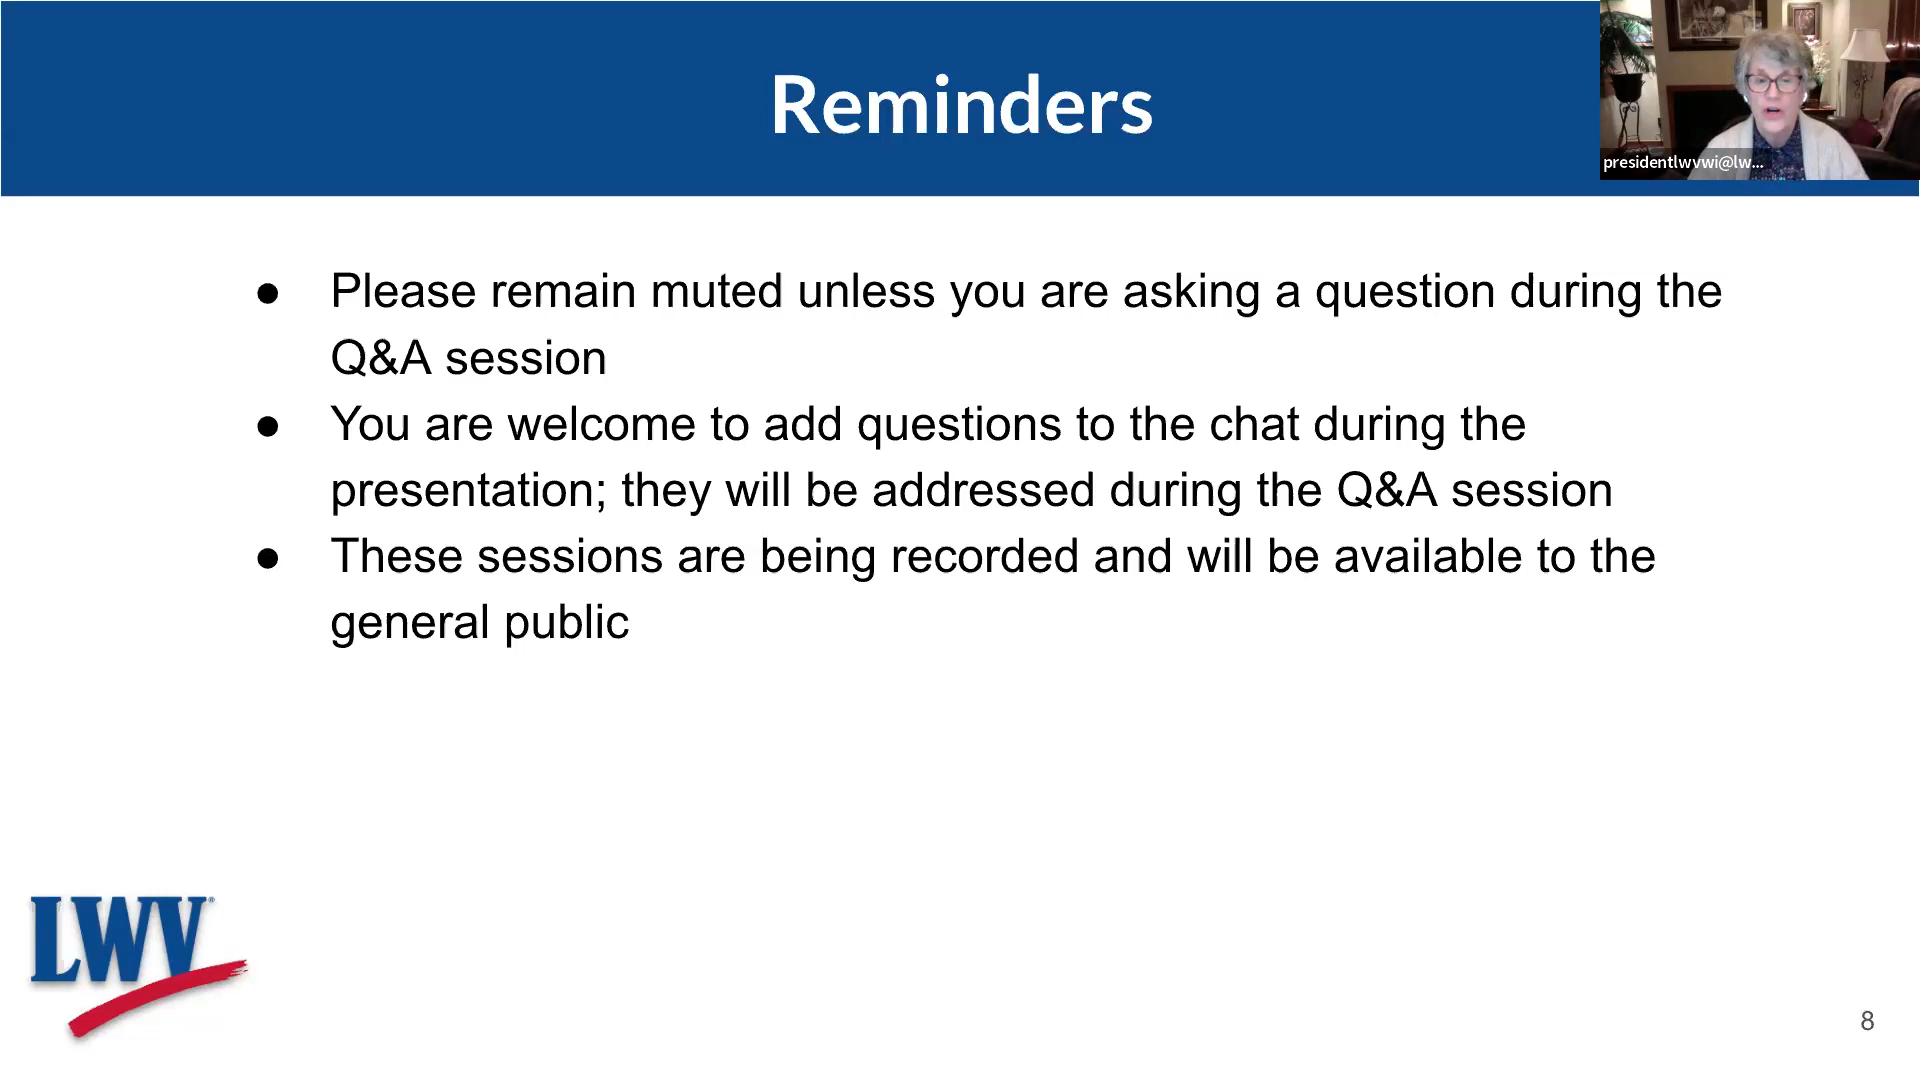 Reminders
presidentlwvwi@lw...
● Please remain muted unless you are asking a question during the
Q&A session
● You are welcome to add questions to the chat during the
presentation; they will be addressed during the Q&A session
● These sessions are being recorded and will be available to the
general public
LWV®
8